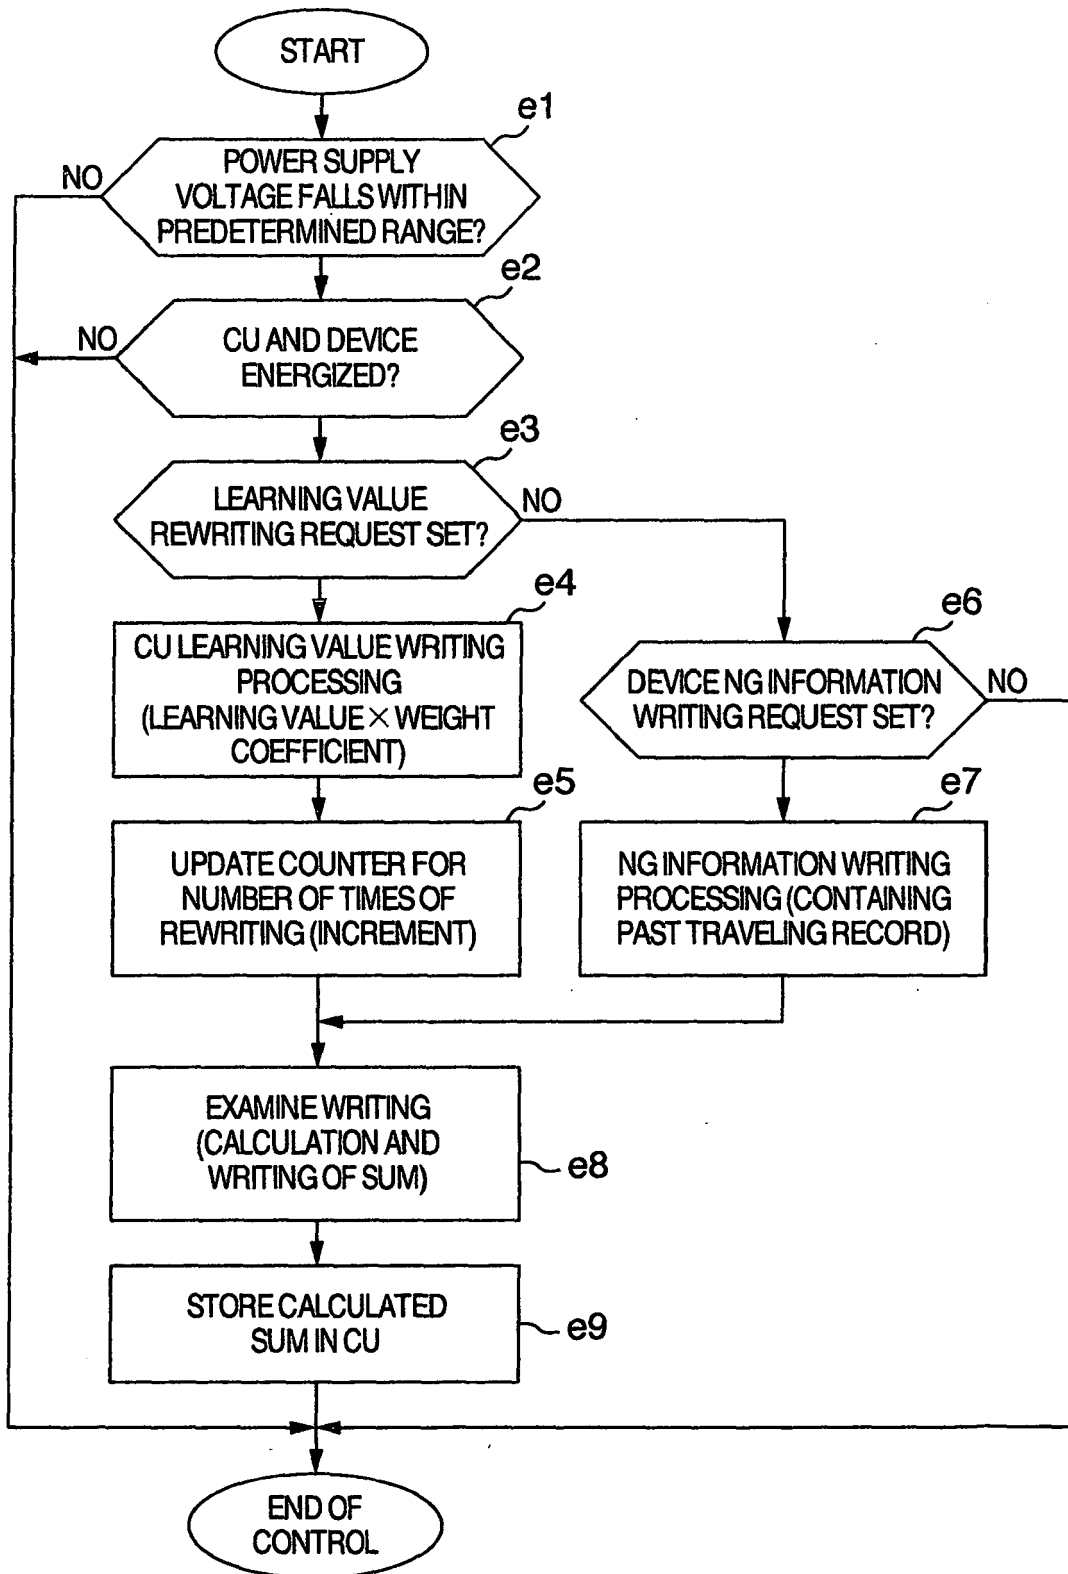 START
e1
POWER SUPPLY
VOLTAGE FALLS WITHIN
PREDETERMINED RANGE?
NO
e2
CU AND DEVICE
ENERGIZED?
NO
e3
LEARNING VALUE
REWRITING REQUEST SET?
NO
e4
CU LEARNING VALUE WRITING
PROCESSING
(LEARNING VALUE × WEIGHT
COEFFICIENT)
e6
DEVICE NG INFORMATION
WRITING REQUEST SET?
NO
e5
UPDATE COUNTER FOR
NUMBER OF TIMES OF
REWRITING (INCREMENT)
e7
NG INFORMATION WRITING
PROCESSING (CONTAINING
PAST TRAVELING RECORD)
EXAMINE WRITING
(CALCULATION AND
WRITING OF SUM)
e8
STORE CALCULATED
SUM IN CU
e9
END OF
CONTROL